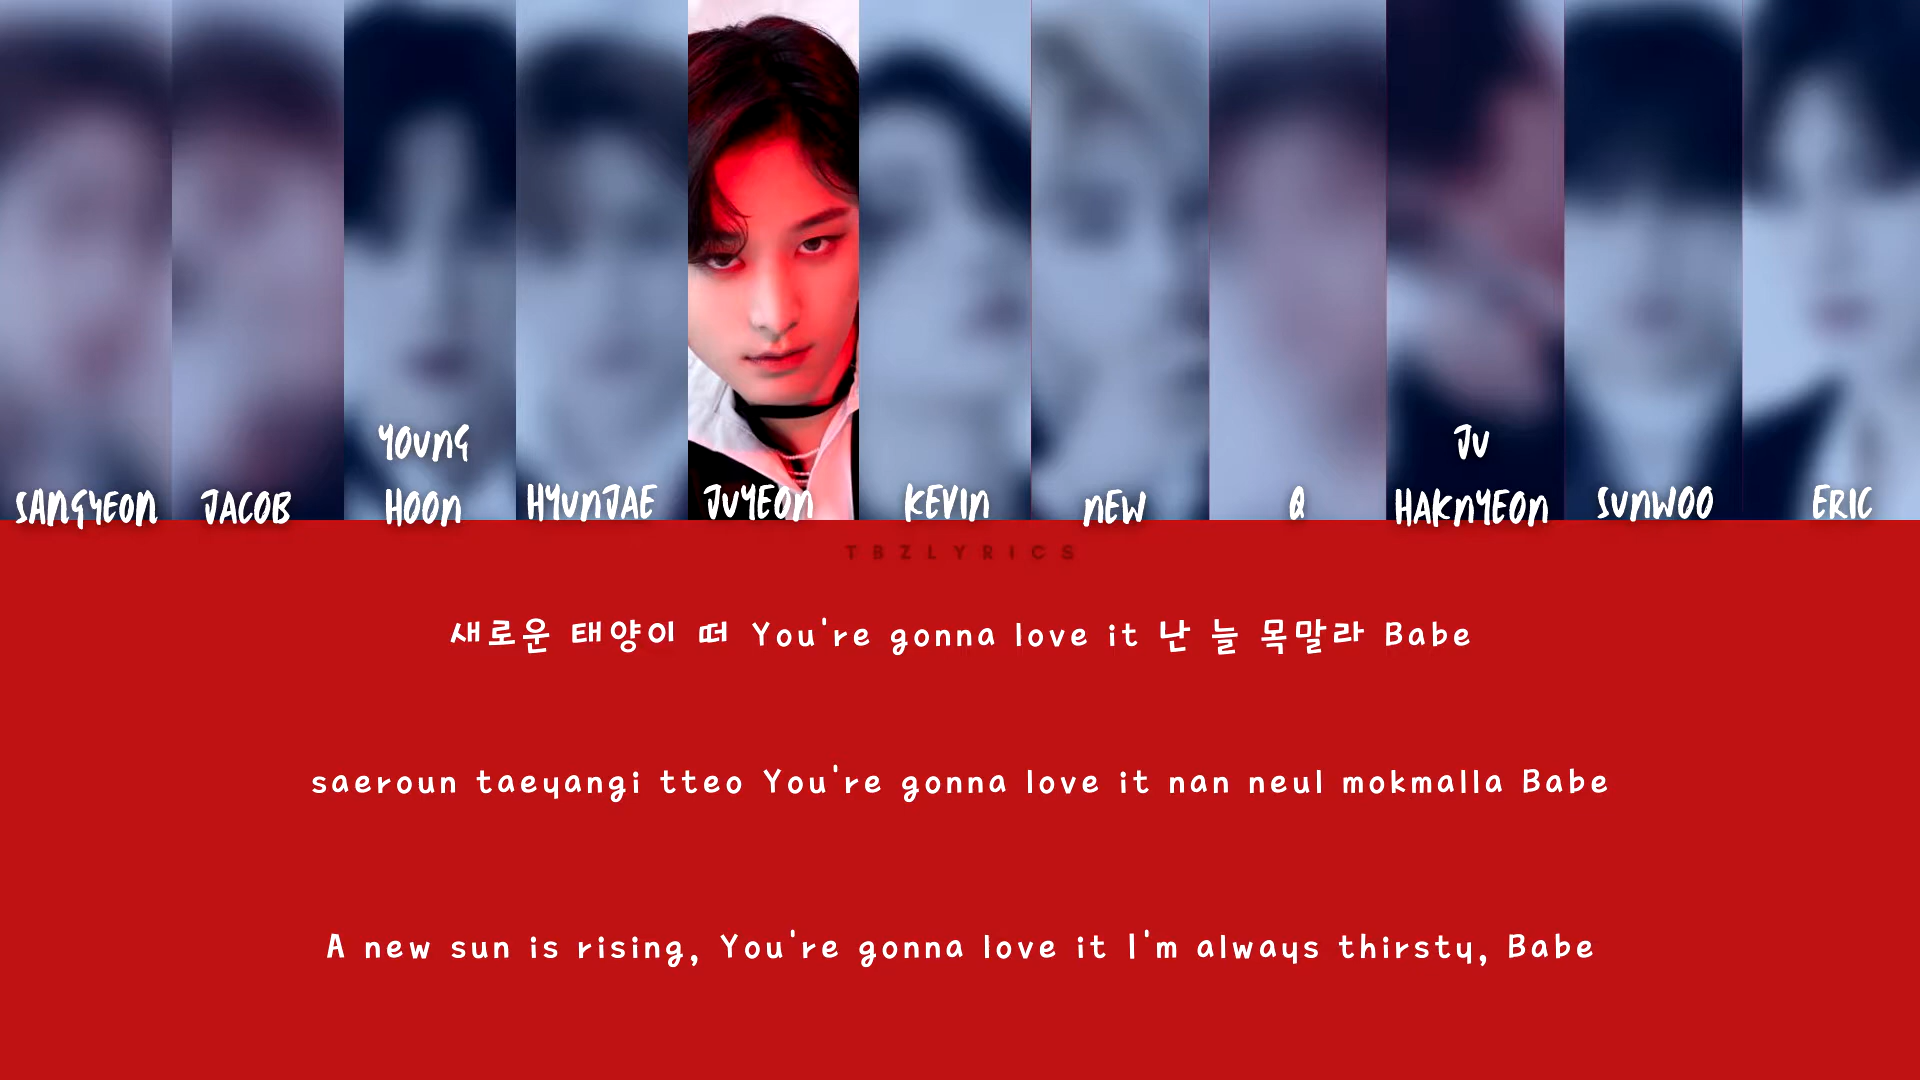 YOUNG
JU
SANGYEON JACOB HOON HYUNJAE JUYEON KEVIN NEW Q HAKNYEON SUNWOO ERIC
TBZLYRICS
새로운 태양이 떠 You're gonna love it 난 늘 목말라 Babe
saeroun taeyangi tteo You're gonna love it nan neul mokmalla Babe
A new sun is rising, You're gonna love it I'm always thirsty, Babe